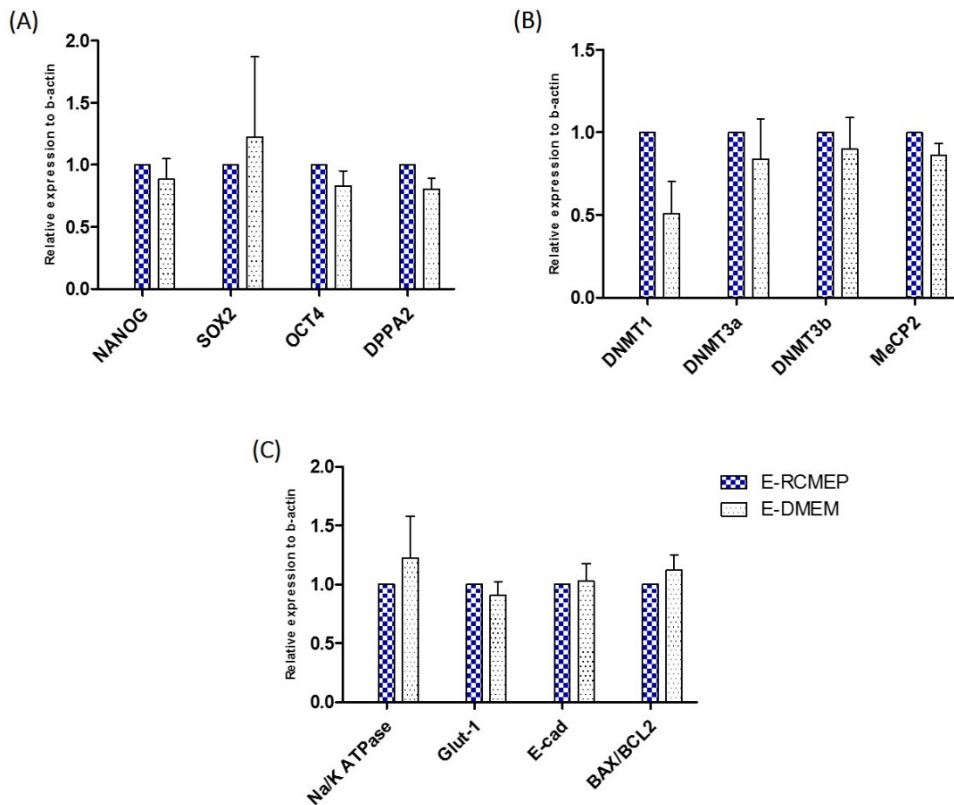 (A)
Relative expression to b-actin
2.0
1.5
1.0
0.5
0.0
NANOG
SOX2
OCT4
DPPA2
(B)
Relative expression to b-actin
1.5
1.0
0.5
0.0
DNMT1
DNMT3a
DNMT3b
MeCP2
(C)
Relative expression to b-actin
2.0
1.5
1.0
0.5
0.0
Na/K ATPase
Glut-1
E-cad
BAX/BCL2
E-RCMEP
E-DMEM